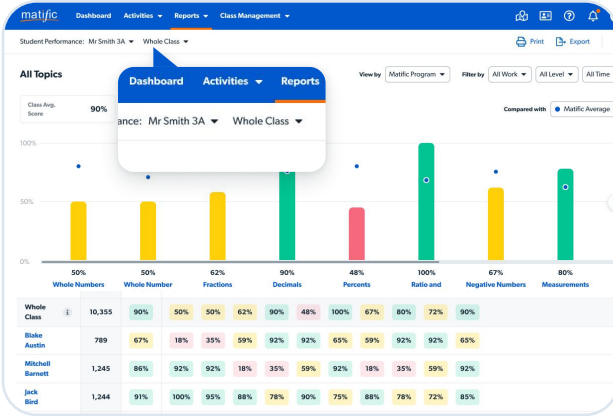 matific Dashboard Activities Reports Class Management
Student Performance: Mr Smith 3A Whole Class Print Export
All Topics View by Matific Program Filter by All Work All Level All Time
Dashboard Activities Reports
ance: Mr Smith 3A Whole Class
Class Avg. Score 90% Compared with Matific Average
100%
50%
0%
50% 50% 62% 90% 48% 100% 67% 80%
Whole Numbers Whole Number Fractions Decimals Percents Ratio and Negative Numbers Measurements
Whole Class i 10,355 90% 50% 50% 62% 90% 48% 100% 67% 80% 72% 90%
Blake Austin 789 67% 18% 35% 59% 92% 92% 65% 59% 92% 92% 65%
Mitchell Barnett 1,245 86% 92% 92% 18% 35% 59% 92% 18% 35% 59% 92%
Jack Bird 1,244 91% 100% 95% 88% 78% 90% 75% 88% 78% 72% 85%